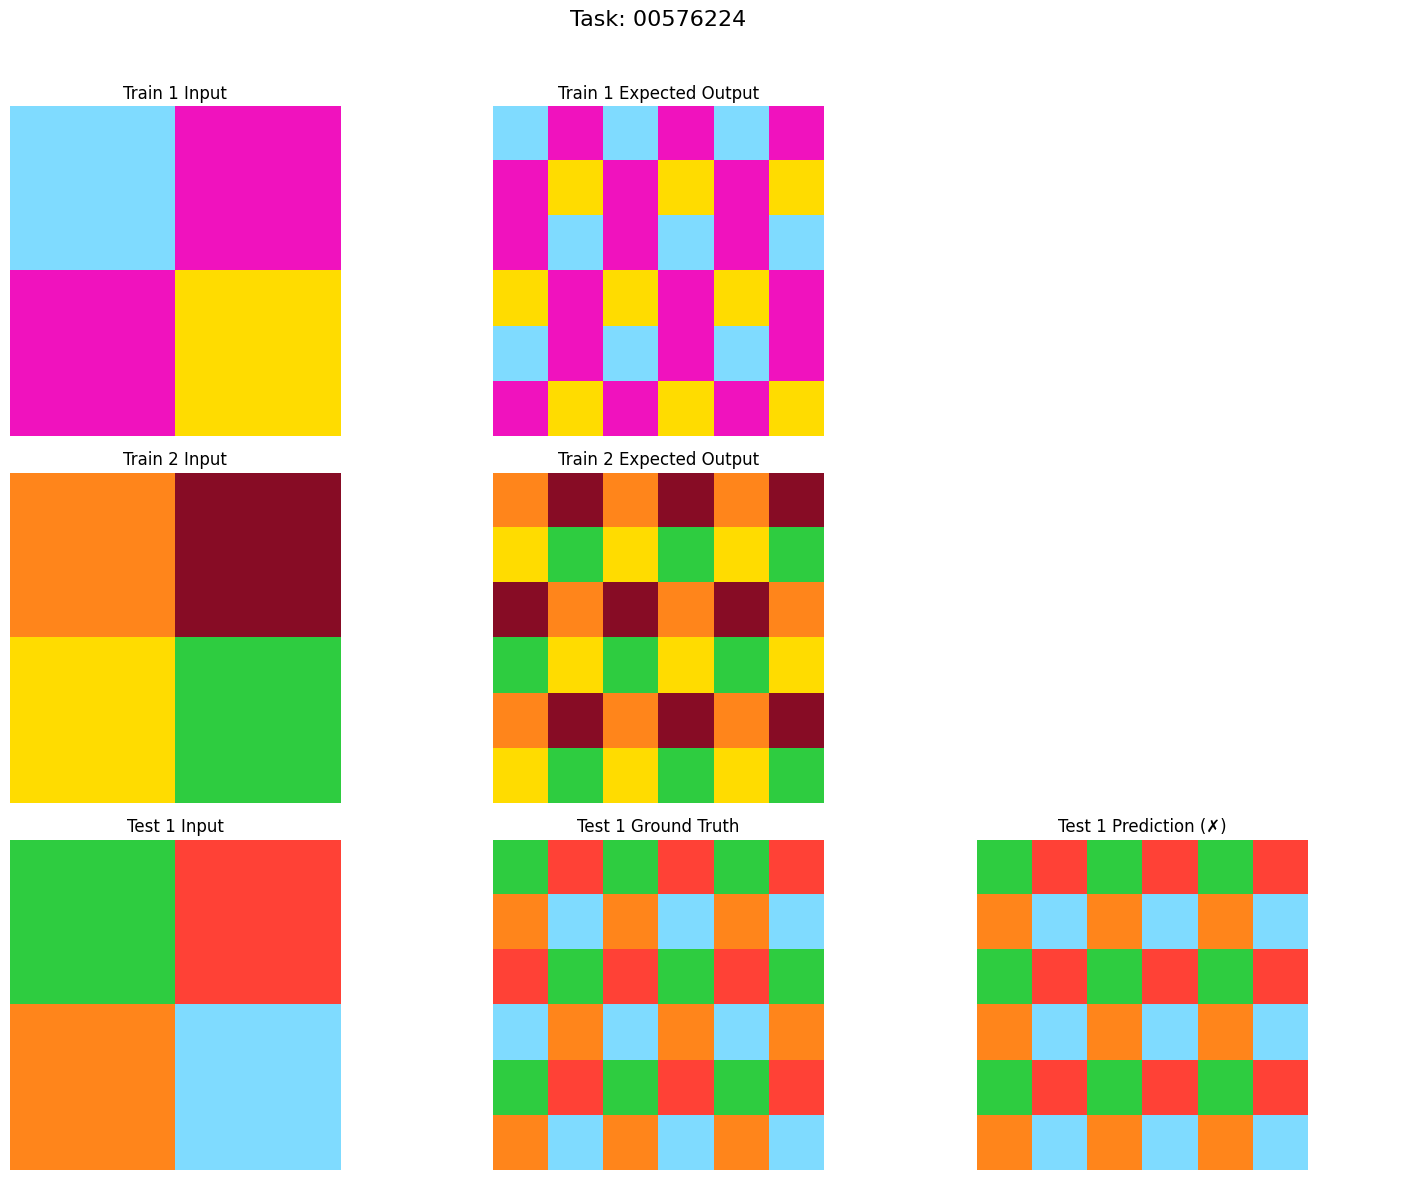 Task: 00576224
Train 1 Input
Train 1 Expected Output
Train 2 Input
Train 2 Expected Output
Test 1 Input
Test 1 Ground Truth
Test 1 Prediction (✗)